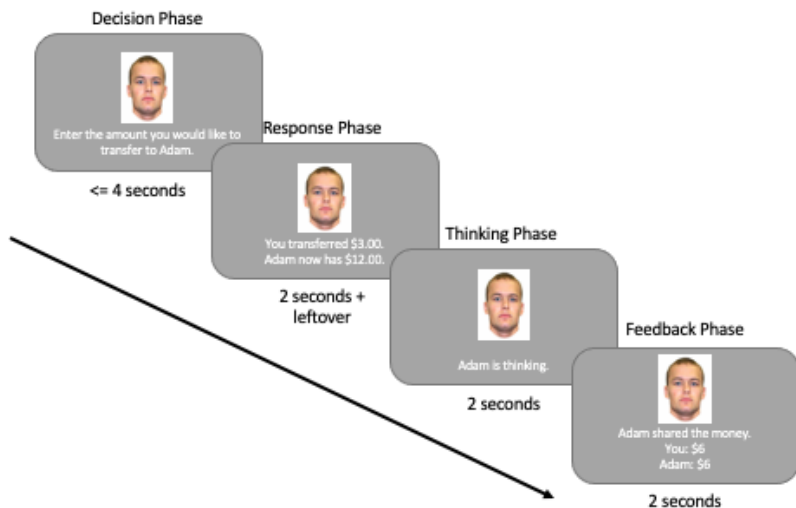 Decision Phase
Enter the amount you would like to
transfer to Adam.
<= 4 seconds
Response Phase
You transferred $3.00.
Adam now has $12.00.
2 seconds +
leftover
Thinking Phase
Adam is thinking.
2 seconds
Feedback Phase
Adam shared the money.
You: $6
Adam: $6
2 seconds